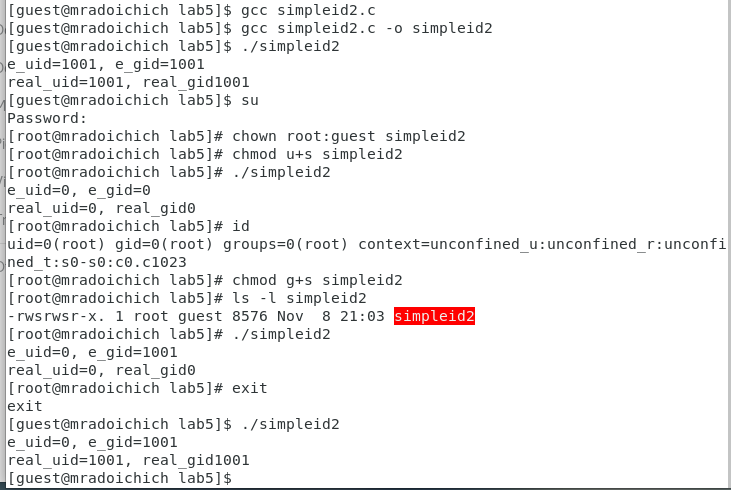 [guest@mradoichich lab5]$ gcc simpleid2.c
[guest@mradoichich lab5]$ gcc simpleid2.c -o simpleid2
[guest@mradoichich lab5]$ ./simpleid2
e_uid=1001, e_gid=1001
real_uid=1001, real_gid1001
[guest@mradoichich lab5]$ su
Password:
[root@mradoichich lab5]# chown root:guest simpleid2
[root@mradoichich lab5]# chmod u+s simpleid2
[root@mradoichich lab5]# ./simpleid2
e_uid=0, e_gid=0
real_uid=0, real_gid0
[root@mradoichich lab5]# id
uid=0(root) gid=0(root) groups=0(root) context=unconfined_u:unconfined_r:unconfi
ned_t:s0-s0:c0.c1023
[root@mradoichich lab5]# chmod g+s simpleid2
[root@mradoichich lab5]# ls -l simpleid2
-rwsrwsr-x. 1 root guest 8576 Nov  8 21:03 simpleid2
[root@mradoichich lab5]# ./simpleid2
e_uid=0, e_gid=1001
real_uid=0, real_gid0
[root@mradoichich lab5]# exit
exit
[guest@mradoichich lab5]$ ./simpleid2
e_uid=0, e_gid=1001
real_uid=1001, real_gid1001
[guest@mradoichich lab5]$